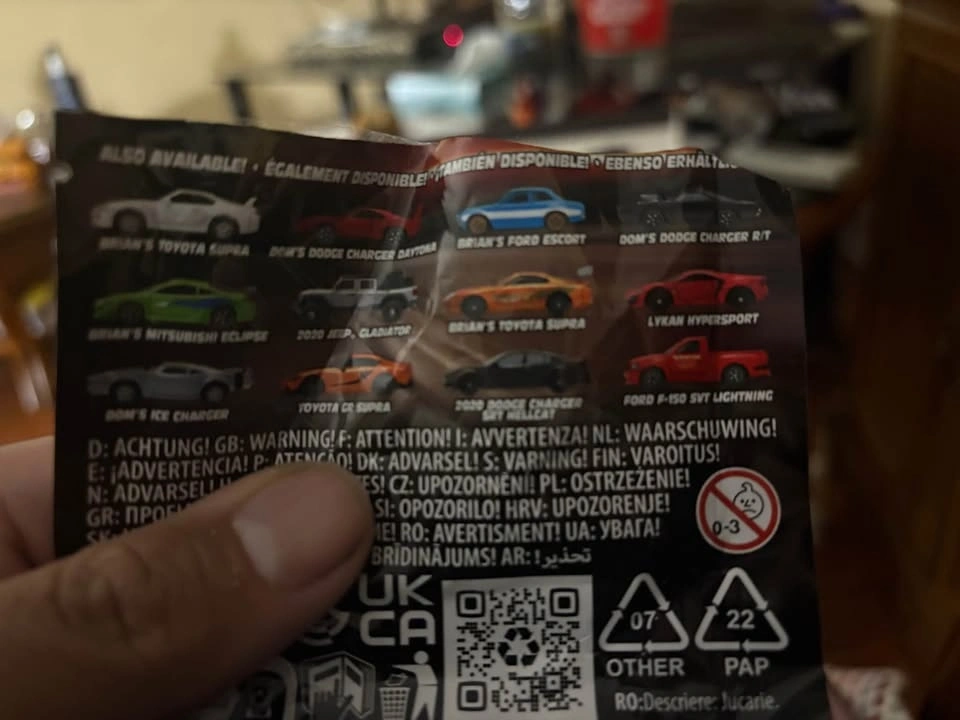 ALSO AVAILABLE! • ÉGALEMENT DISPONIBLE! • ¡TAMBIÉN DISPONIBLE! • EBENSO
BRIAN'S TOYOTA SUPRA DOM'S DODGE CHARGER DAYTONA BRIAN'S FORD ESCORT DOM'S DODGE CHARGER R/T
BRIAN'S MITSUBISHI ECLIPSE 2020 JEEP, GLADIATOR BRIAN'S TOYOTA SUPRA LYKAN HYPERSPORT
DOM'S ICE CHARGER TOYOTA GR SUPRA 2020 DODGE CHARGER FORD F-150 SVT LIGHTNING
SRT HELLCAT
D: ACHTUNG! GB: WARNING! F: ATTENTION! I: AVVERTENZA! NL: WAARSCHUWING!
E: ¡ADVERTENCIA! P: ATENÇÃO! DK: ADVARSEL! S: VARNING! FIN: VAROITUS!
N: CZ: UPOZORNĚNÍ! PL: OSTRZEŻENIE!
GR: SI: OPOZORILO! HRV: UPOZORENJE!
RO: AVERTISMENT! UA: УВАГА!
AR: تحذير!
0-3
UK
CA
07 22
OTHER PAP
RO:Descriere: Jucarie.